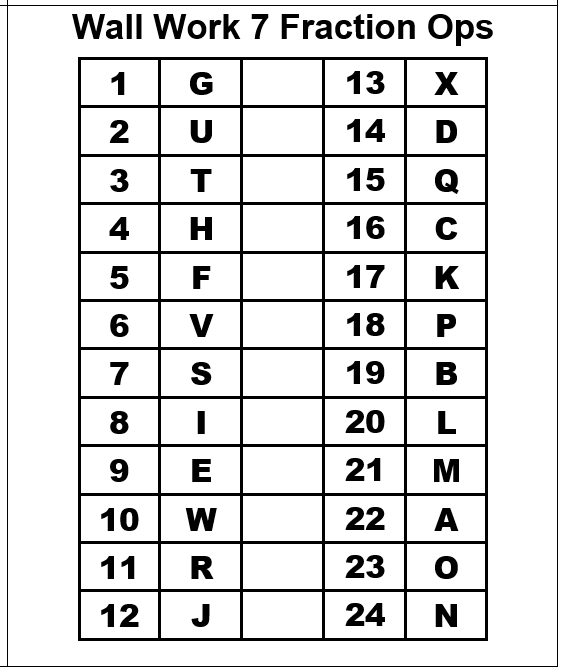 Wall Work 7 Fraction Ops
1 G 13 X
2 U 14 D
3 T 15 Q
4 H 16 C
5 F 17 K
6 V 18 P
7 S 19 B
8 I 20 L
9 E 21 M
10 W 22 A
11 R 23 O
12 J 24 N